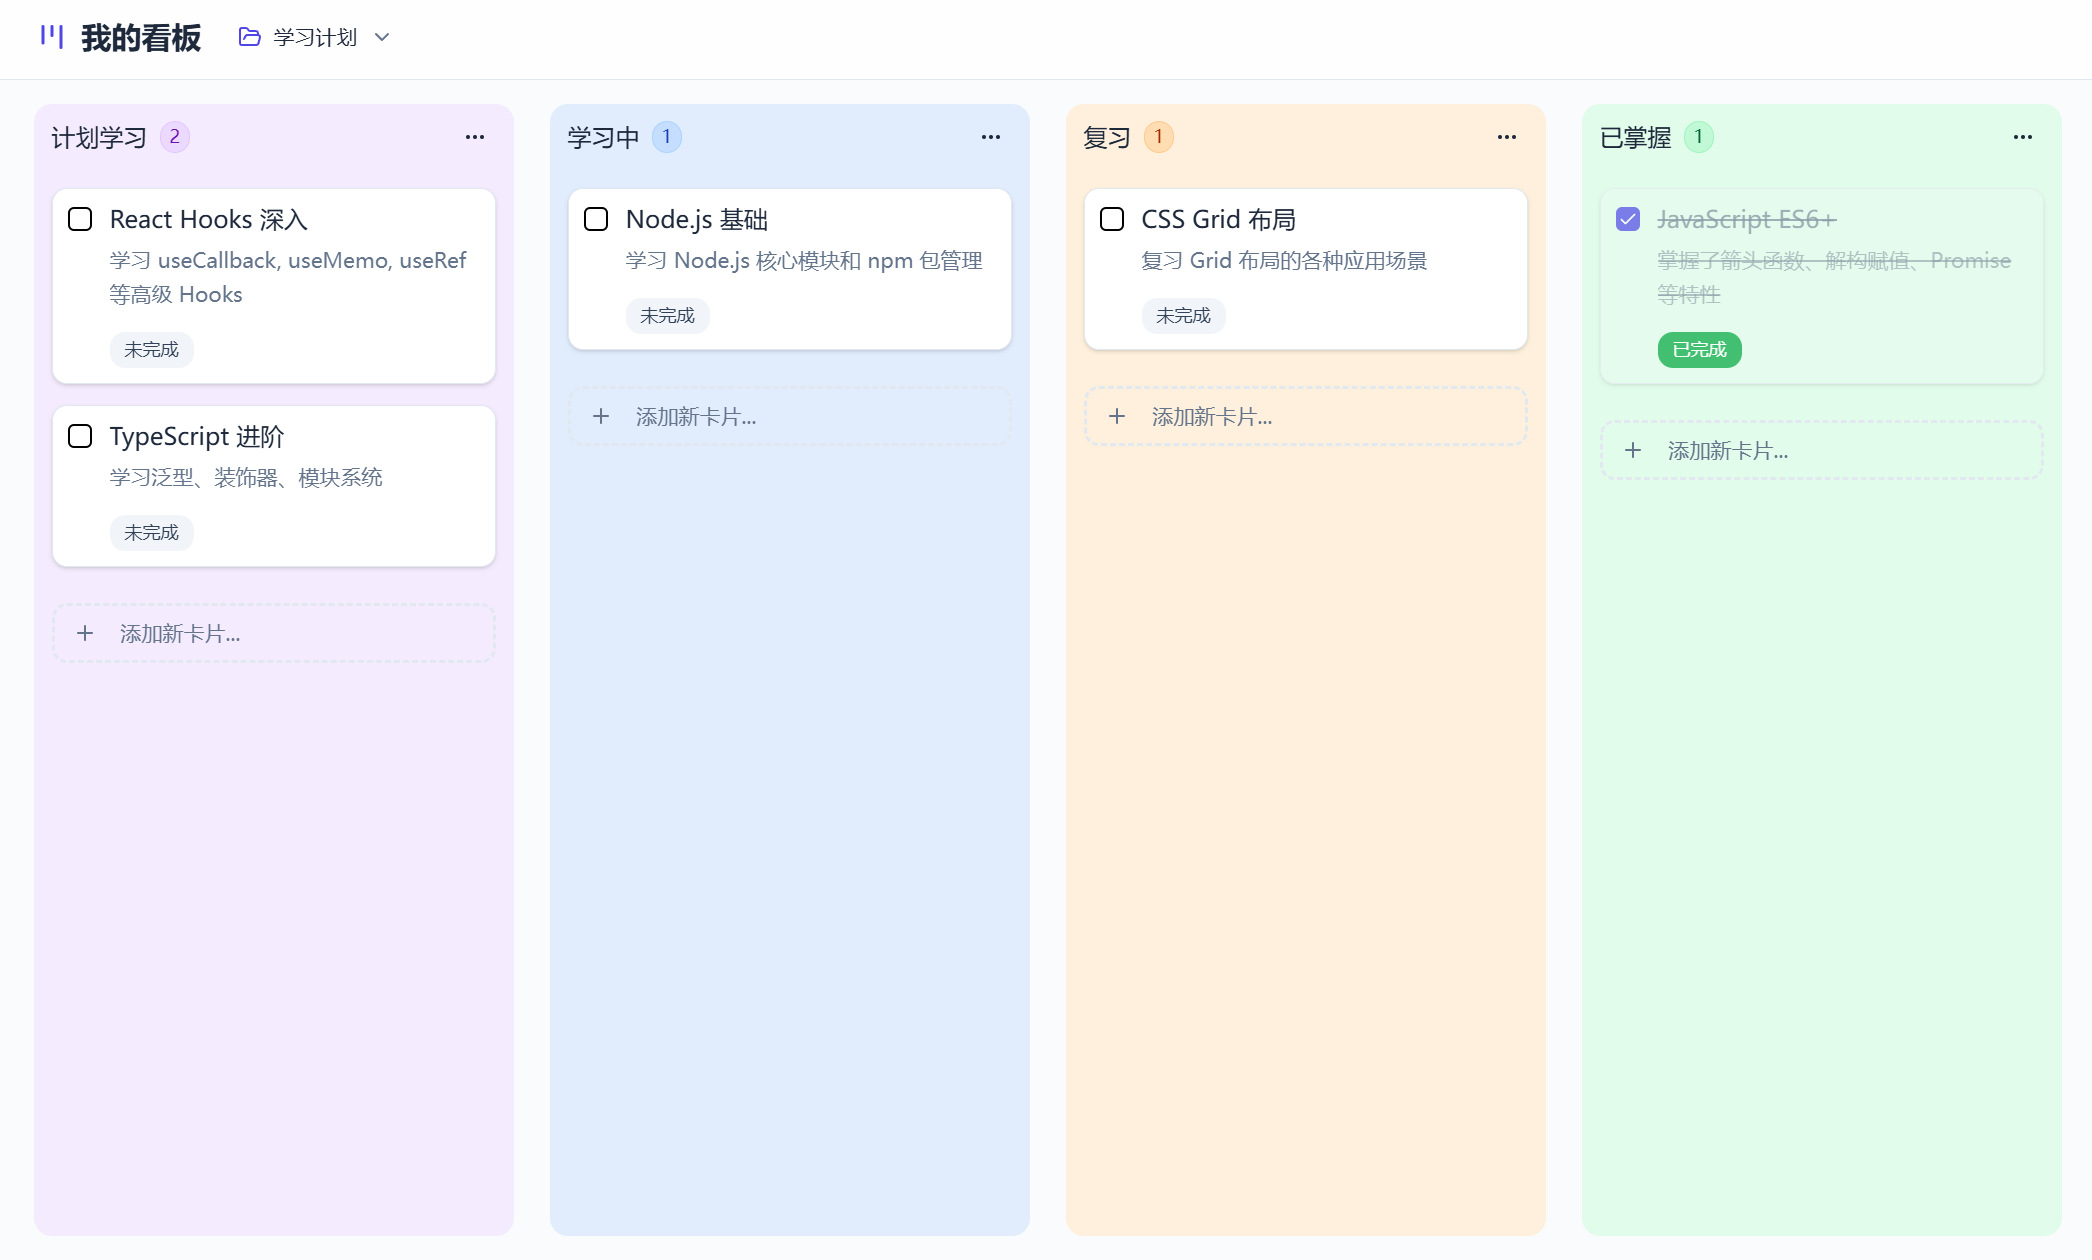 我的看板
学习计划
计划学习 2
React Hooks 深入
学习 useCallback, useMemo, useRef
等高级 Hooks
未完成
TypeScript 进阶
学习泛型、装饰器、模块系统
未完成
添加新卡片...
学习中 1
Node.js 基础
学习 Node.js 核心模块和 npm 包管理
未完成
添加新卡片...
复习 1
CSS Grid 布局
复习 Grid 布局的各种应用场景
未完成
添加新卡片...
已掌握 1
JavaScript ES6+
掌握了箭头函数、解构赋值、Promise
等特性
已完成
添加新卡片...